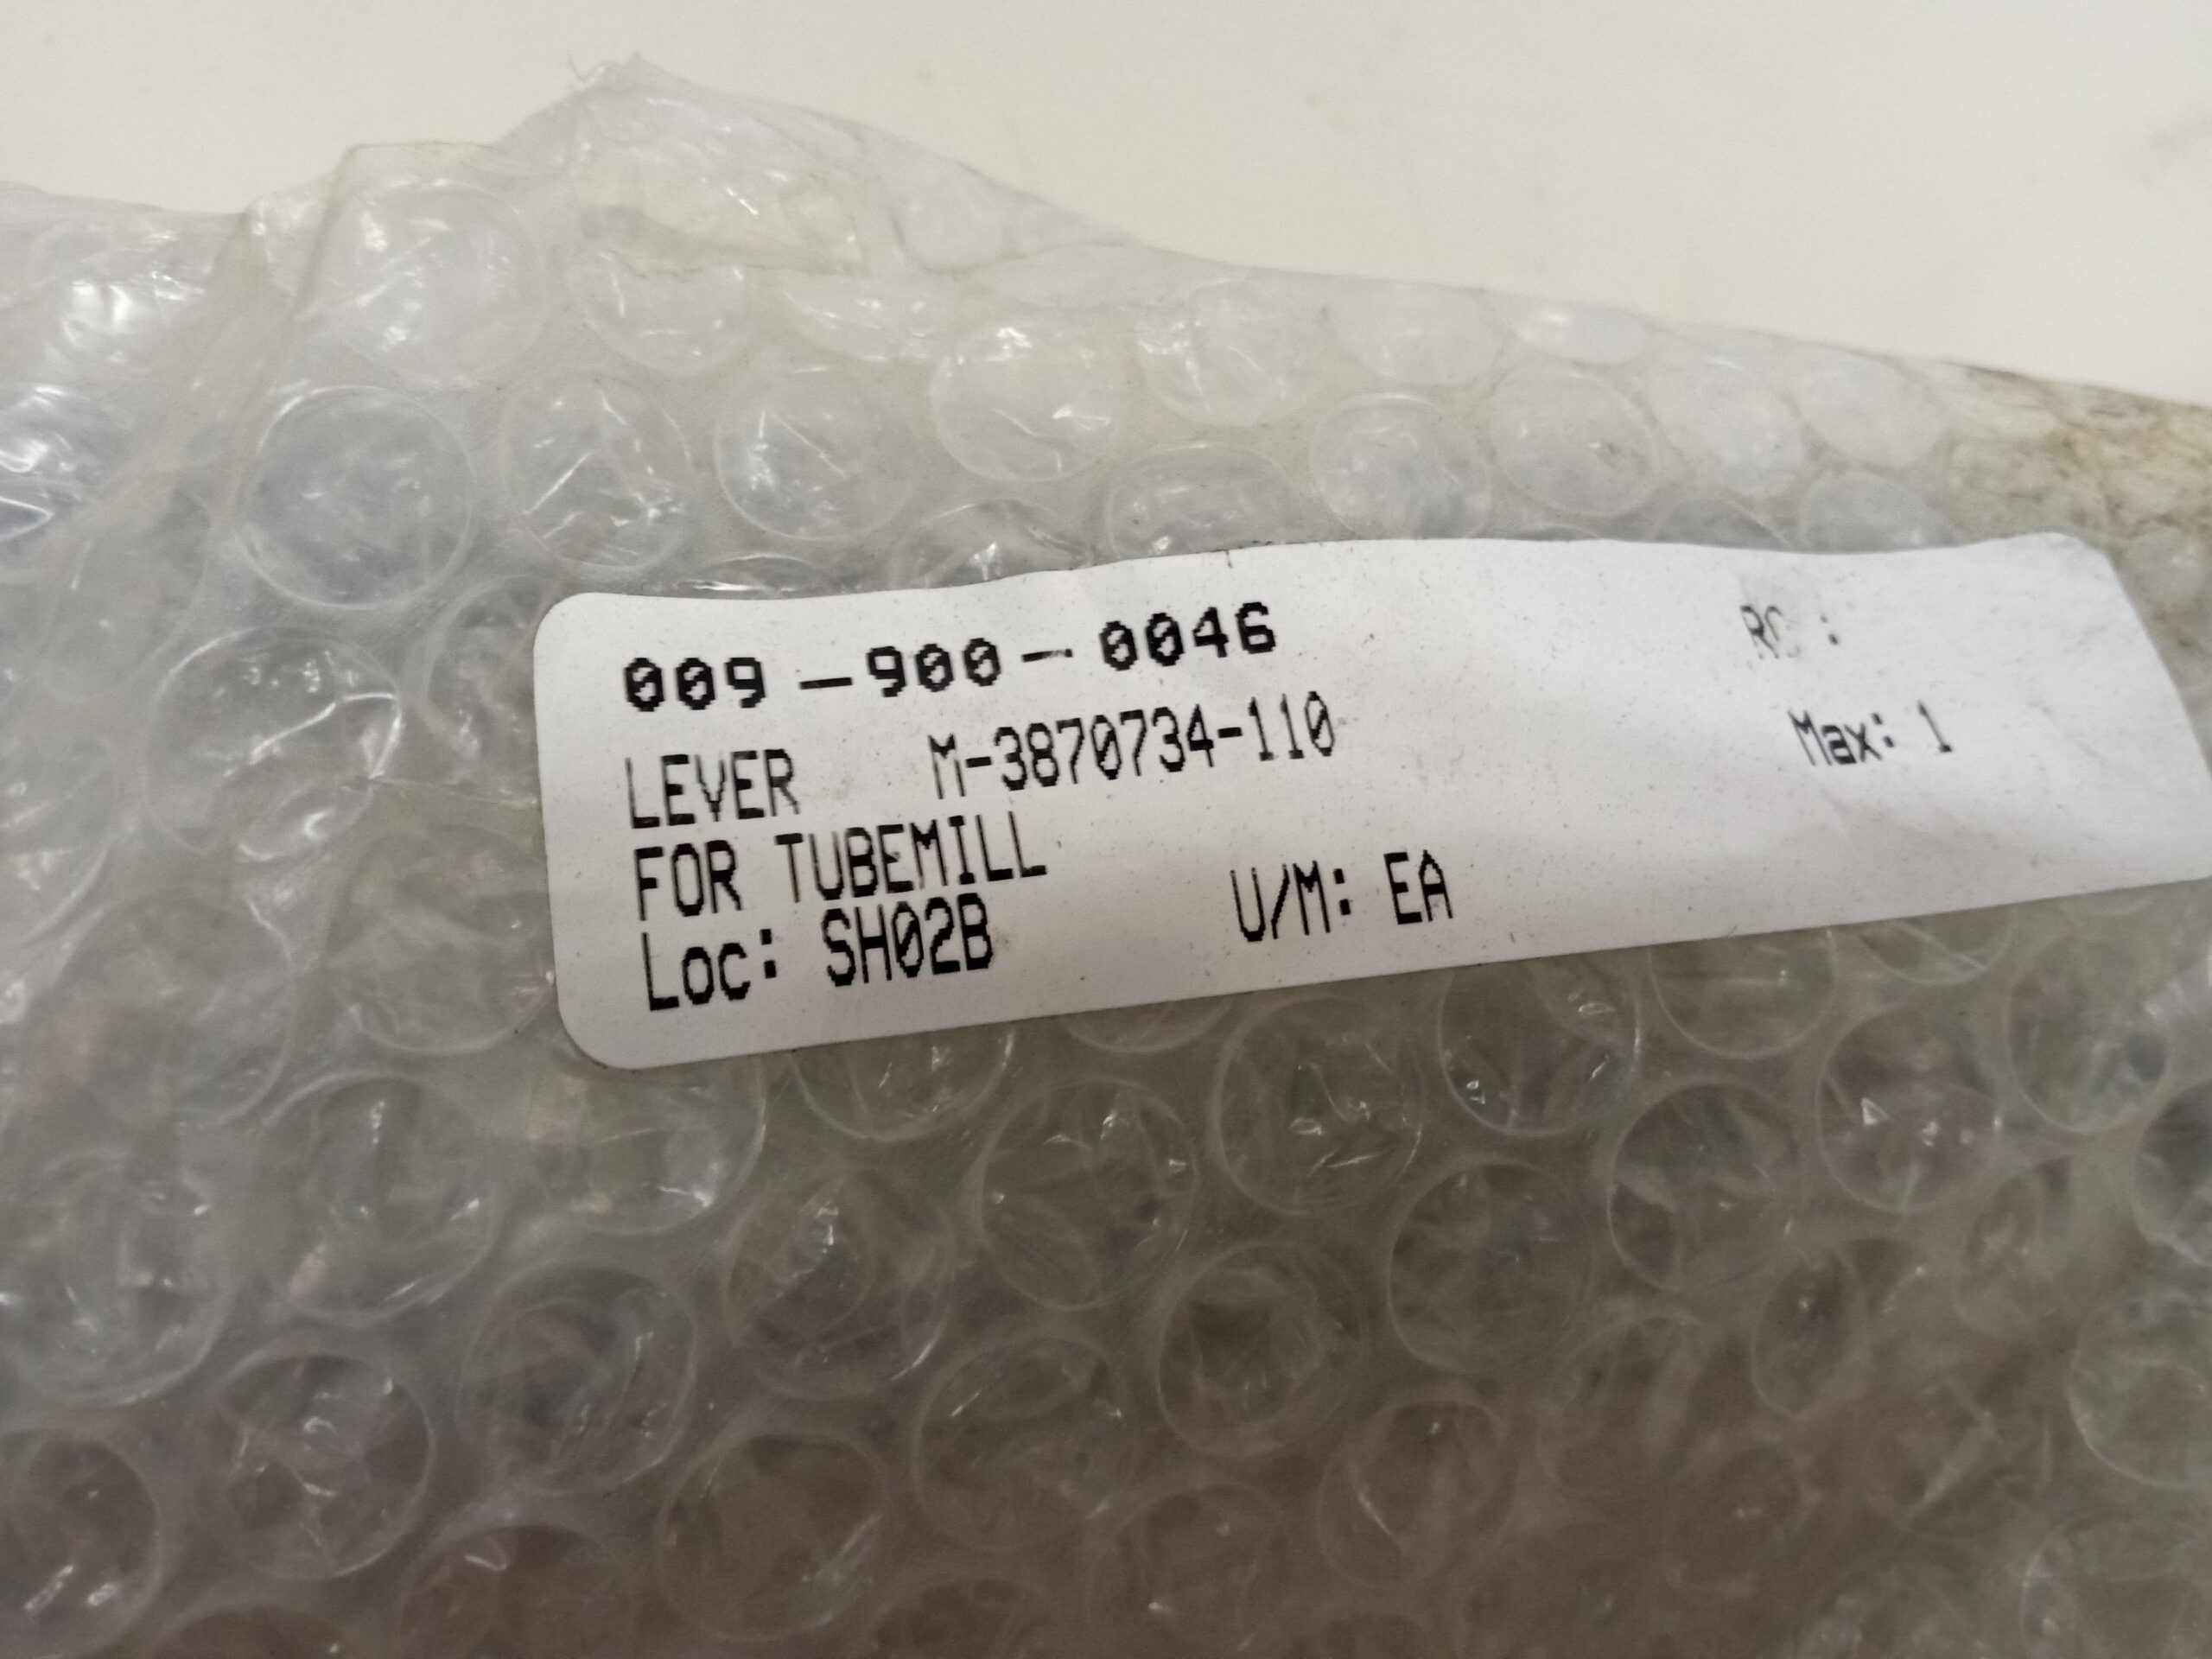 009-900-0046
LEVER M-3870734-110
Max: 1
FOR TUBEMILL
Loc: SH02B U/M: EA